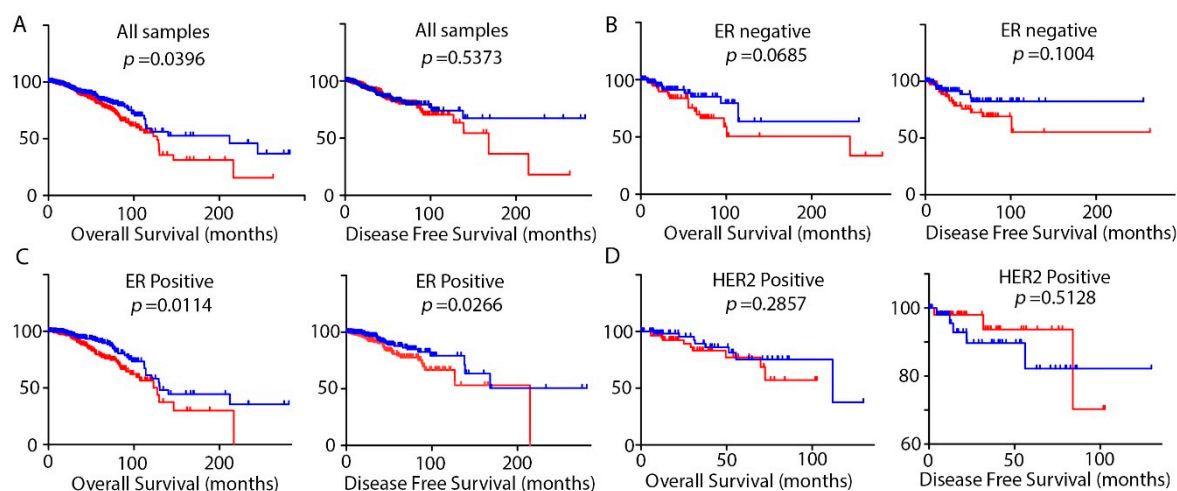 A
All samples
p=0.0396
100
50
0
0
100
200
Overall Survival (months)
All samples
p=0.5373
100
50
0
0
100
200
Disease Free Survival (months)
B
ER negative
p=0.0685
100
50
0
0
100
200
Overall Survival (months)
ER negative
p=0.1004
100
50
0
0
100
200
Disease Free Survival (months)
C
ER Positive
p=0.0114
100
50
0
0
100
200
Overall Survival (months)
ER Positive
p=0.0266
100
50
0
0
100
200
Disease Free Survival (months)
D
HER2 Positive
p=0.2857
100
50
0
0
50
100
Overall Survival (months)
HER2 Positive
p=0.5128
100
80
60
0
50
100
Disease Free Survival (months)